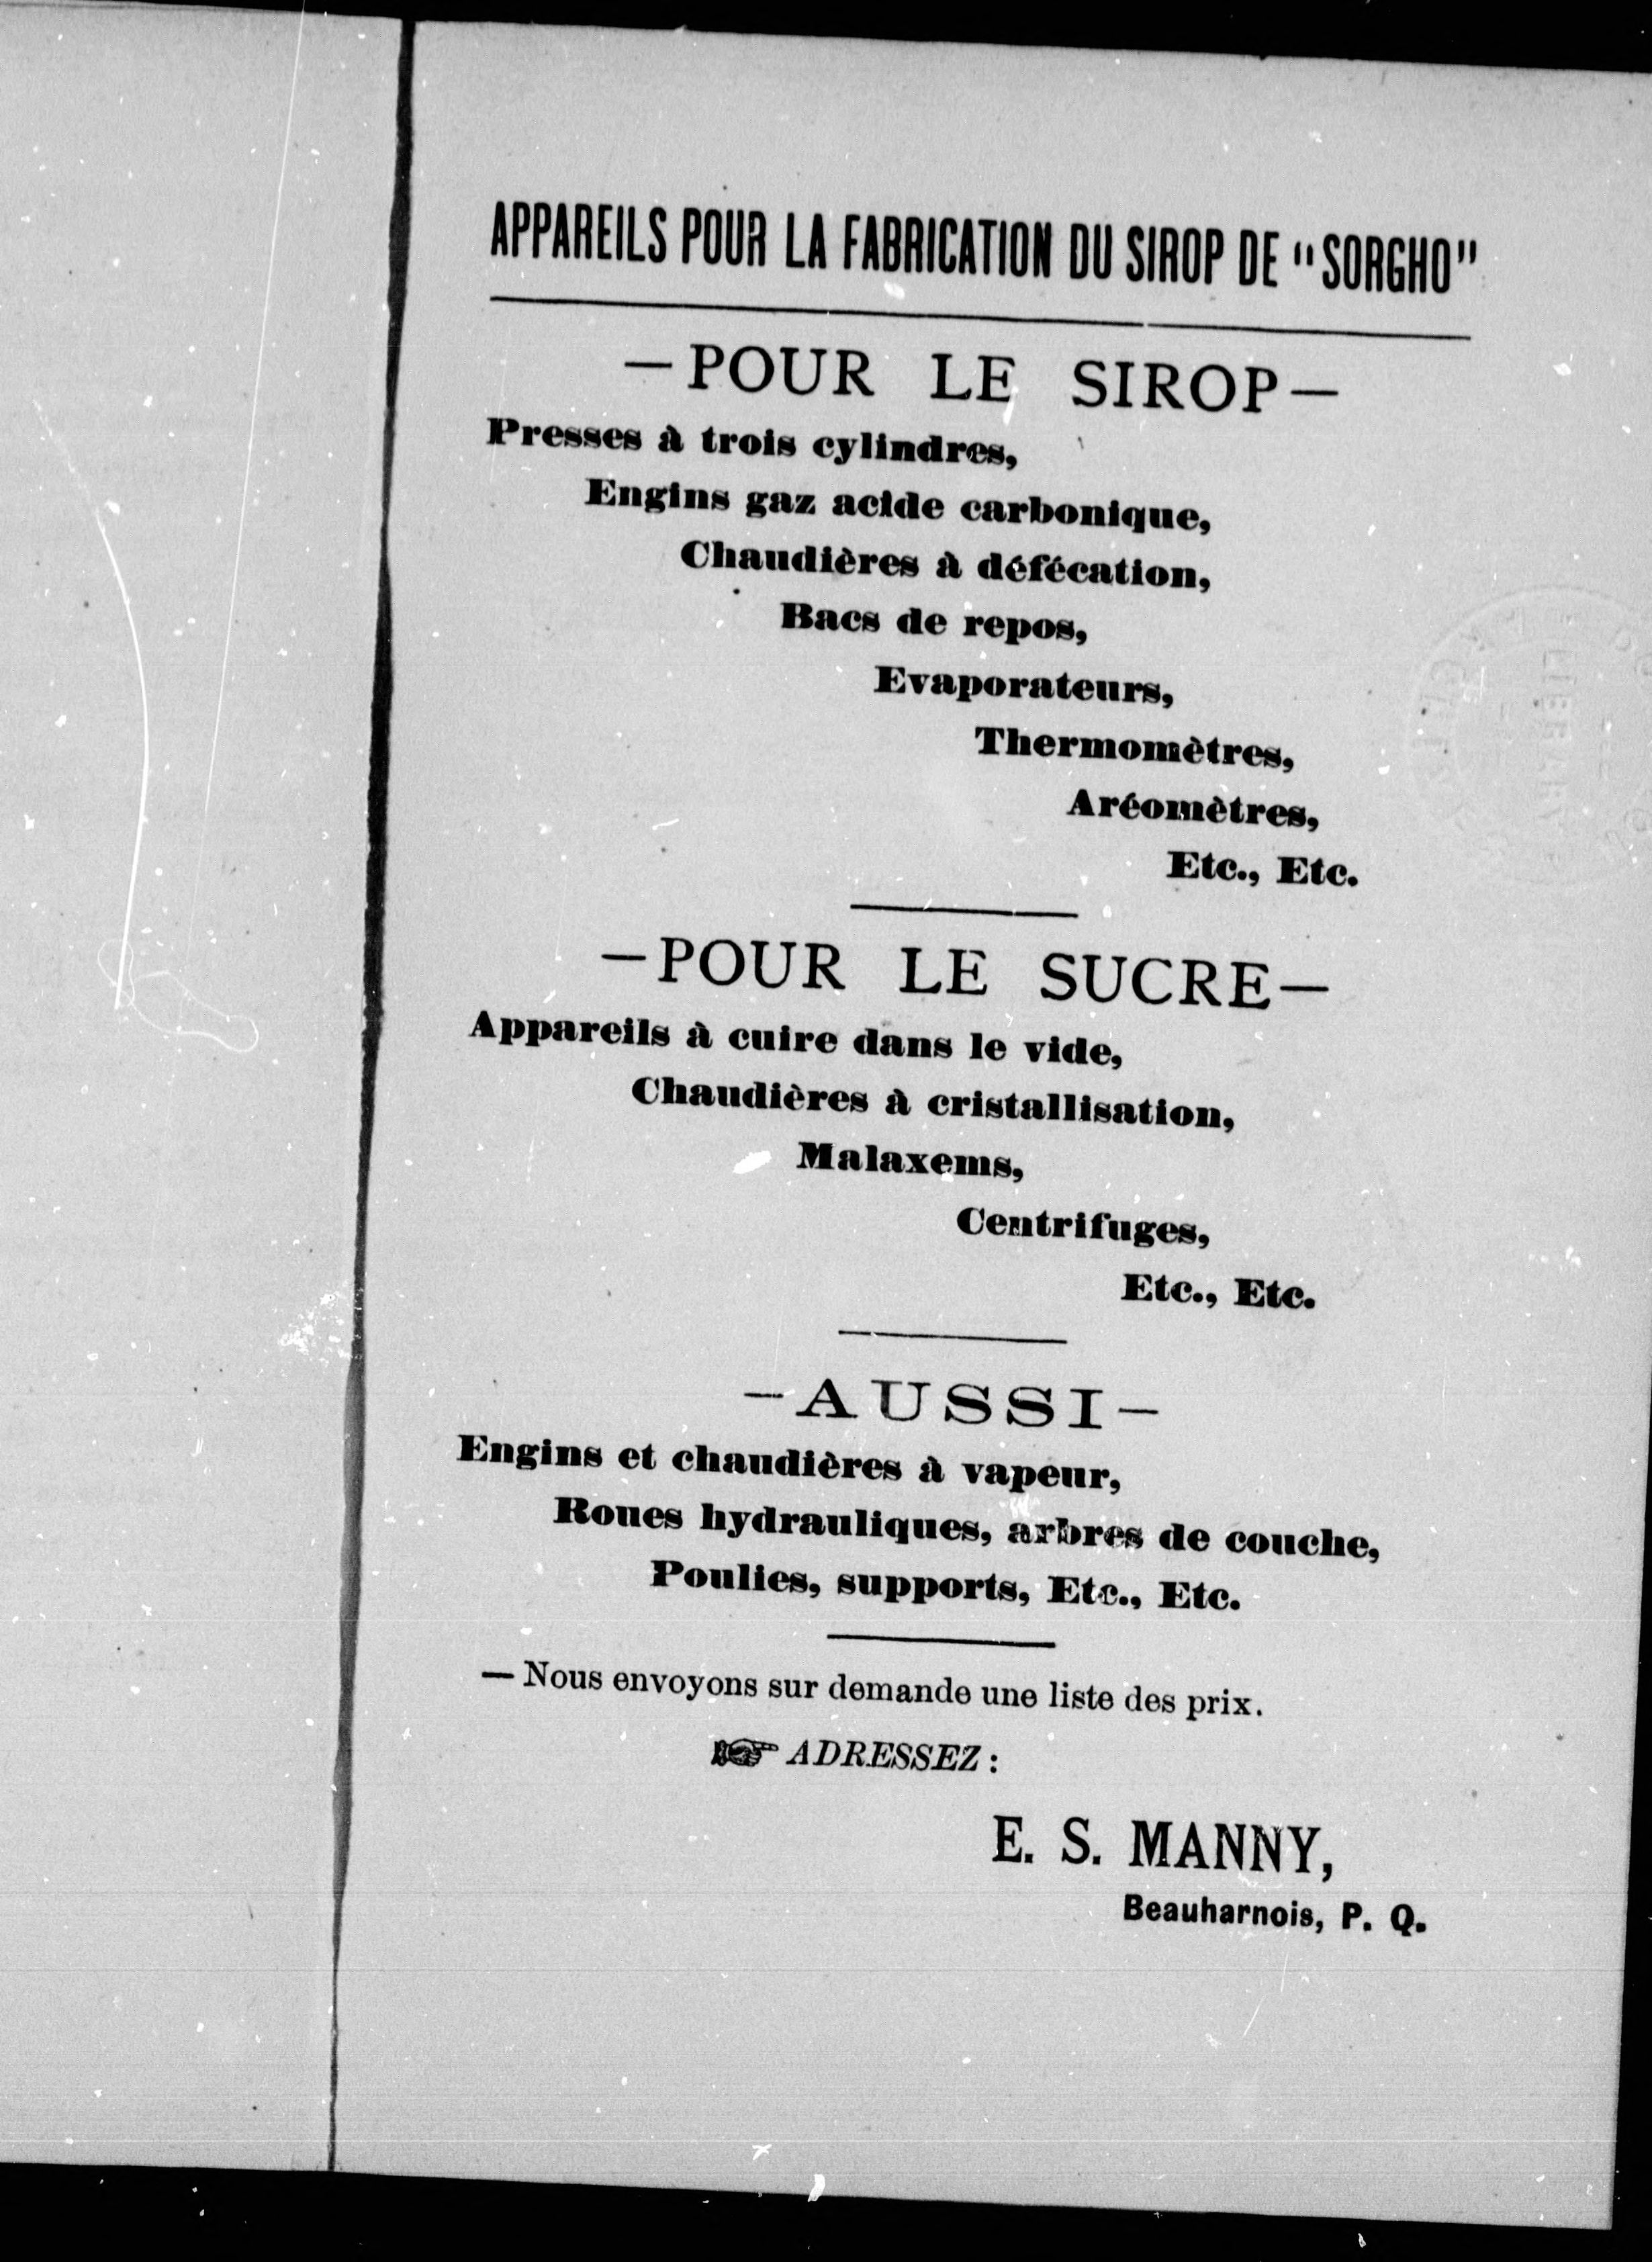 APPAREILS POUR LA FABRICATION DU SIROP DE "SORGHO"
—POUR LE SIROP—
Presses à trois cylindres,
Engins gaz acide carbonique,
Chaudières à défécation,
Bacs de repos,
Evaporateurs,
Thermomètres,
Aréomètres,
Etc., Etc.
—POUR LE SUCRE—
Appareils à cuire dans le vide,
Chaudières à cristallisation,
Malaxems,
Centrifuges,
Etc., Etc.
—AUSSI—
Engins et chaudières à vapeur,
Roues hydrauliques, arbres de couche,
Poulies, supports, Etc., Etc.
— Nous envoyons sur demande une liste des prix.
☞ ADRESSEZ :
E. S. MANNY,
Beauharnois, P. Q.